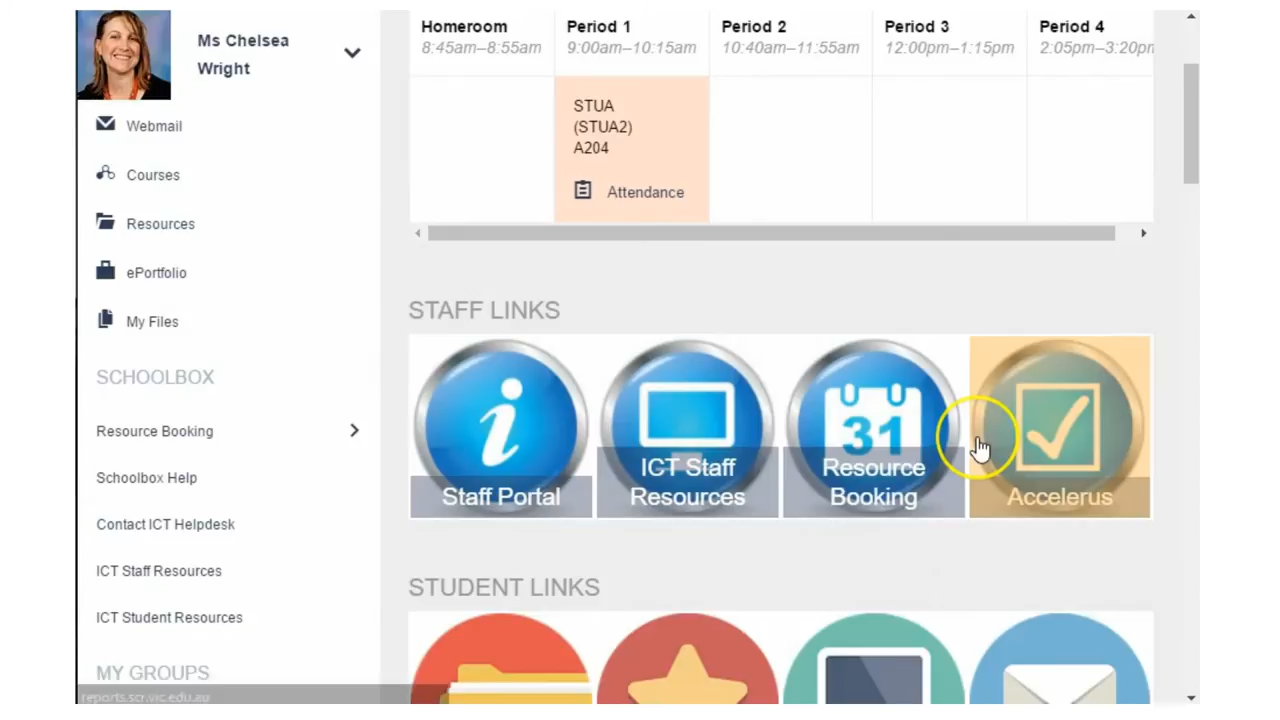 Ms Chelsea
Wright
Webmail
Courses
Resources
ePortfolio
My Files
SCHOOLBOX
Resource Booking
Schoolbox Help
Contact ICT Helpdesk
ICT Staff Resources
ICT Student Resources
MY GROUPS
reports.scr.vic.edu.au
Homeroom
8:45am–8:55am
Period 1
9:00am–10:15am
Period 2
10:40am–11:55am
Period 3
12:00pm–1:15pm
Period 4
2:05pm–3:20pm
STUA
(STUA2)
A204
Attendance
STAFF LINKS
Staff Portal
ICT Staff
Resources
31
Resource
Booking
Accelerus
STUDENT LINKS